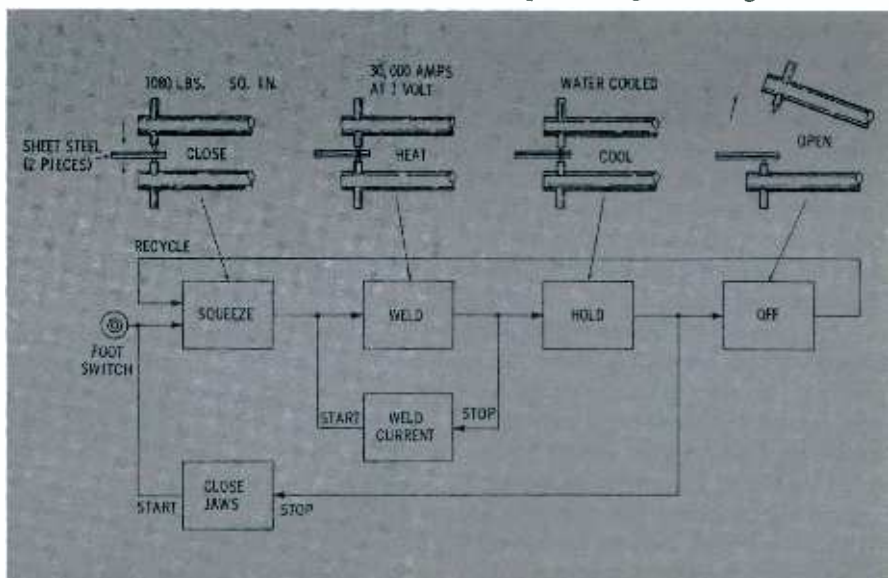 1080 LBS. SQ. IN.
30,000 AMPS
AT 1 VOLT
WATER COOLED
SHEET STEEL
(2 PIECES)
CLOSE
HEAT
COOL
OPEN
RECYCLE
SQUEEZE
WELD
HOLD
OFF
FOOT
SWITCH
START
WELD
CURRENT
STOP
START
CLOSE
JAWS
STOP